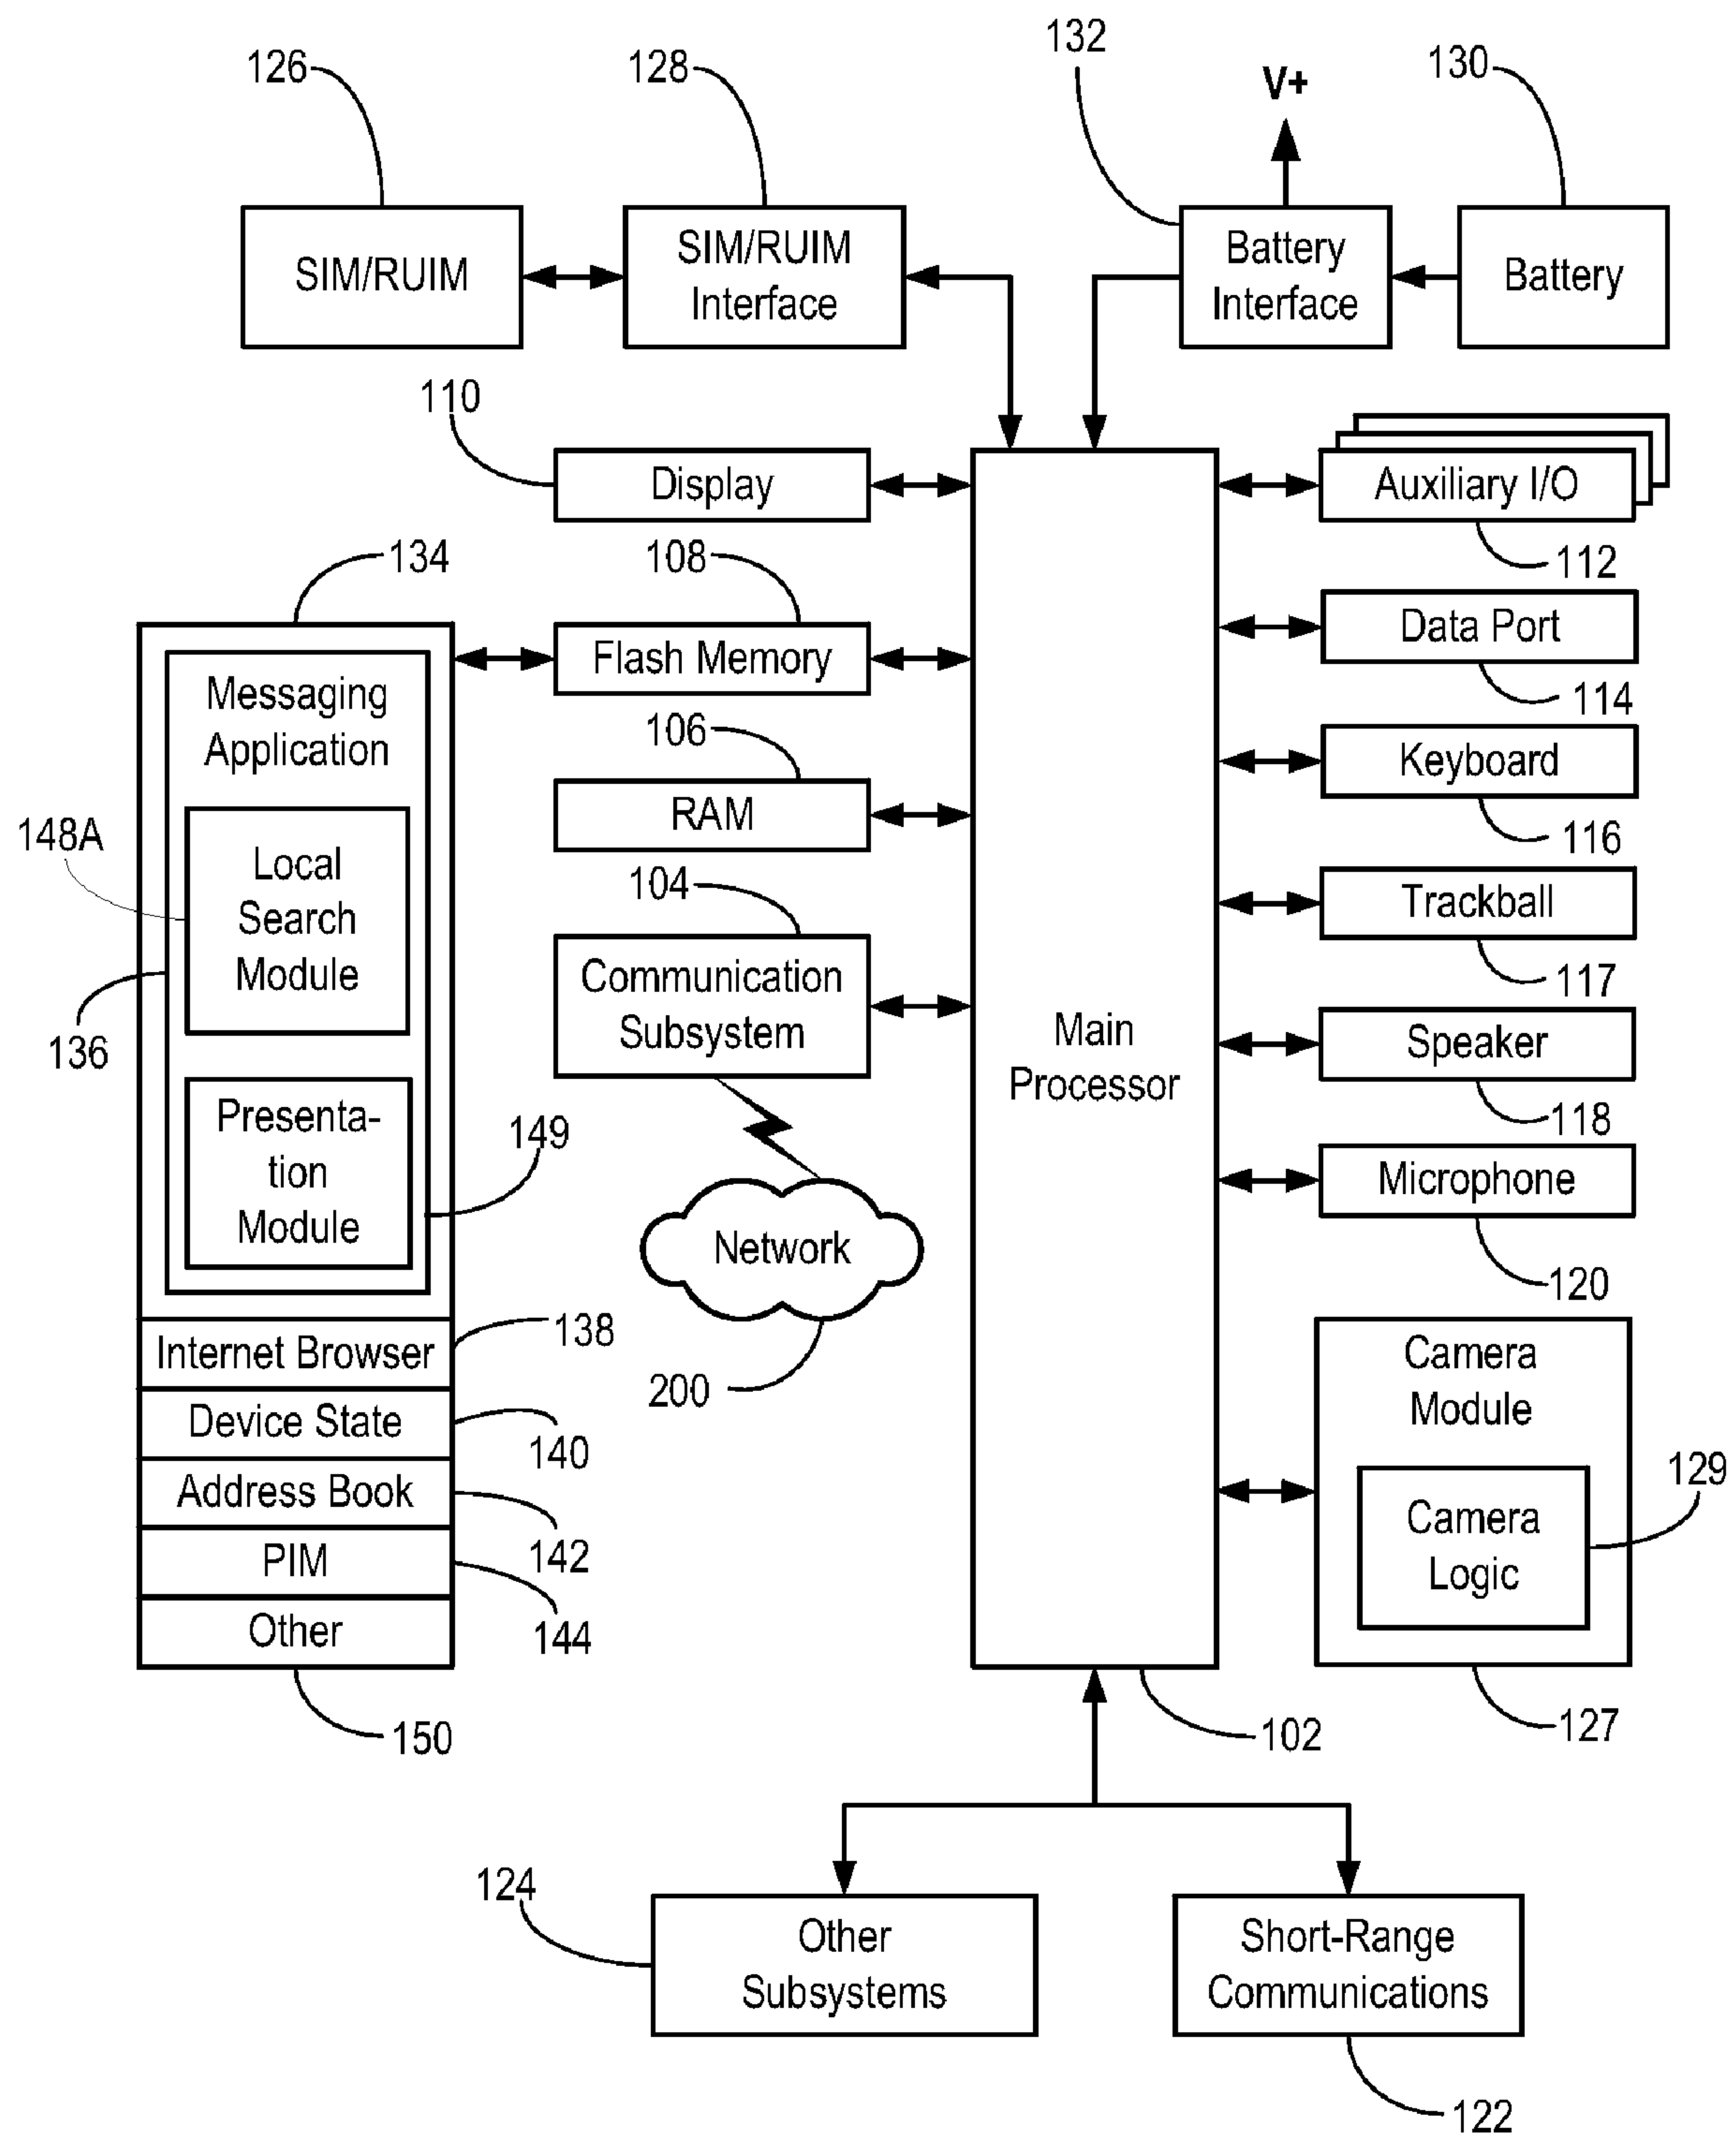 132
126
128
V+
130
SIM/RUIM
SIM/RUIM
Interface
Battery
Interface
Battery
110
Display
Auxiliary I/O
112
134
108
Flash Memory
Data Port
114
Messaging
Application
106
RAM
Keyboard
116
148A
Local
Search
Module
104
Communication
Subsystem
Trackball
117
136
Main
Processor
Speaker
118
Presenta-
tion
Module
149
Network
200
Microphone
120
Internet Browser
138
Device State
140
Address Book
142
PIM
144
Other
150
Camera
Module
Camera
Logic
129
127
102
124
Other
Subsystems
Short-Range
Communications
122